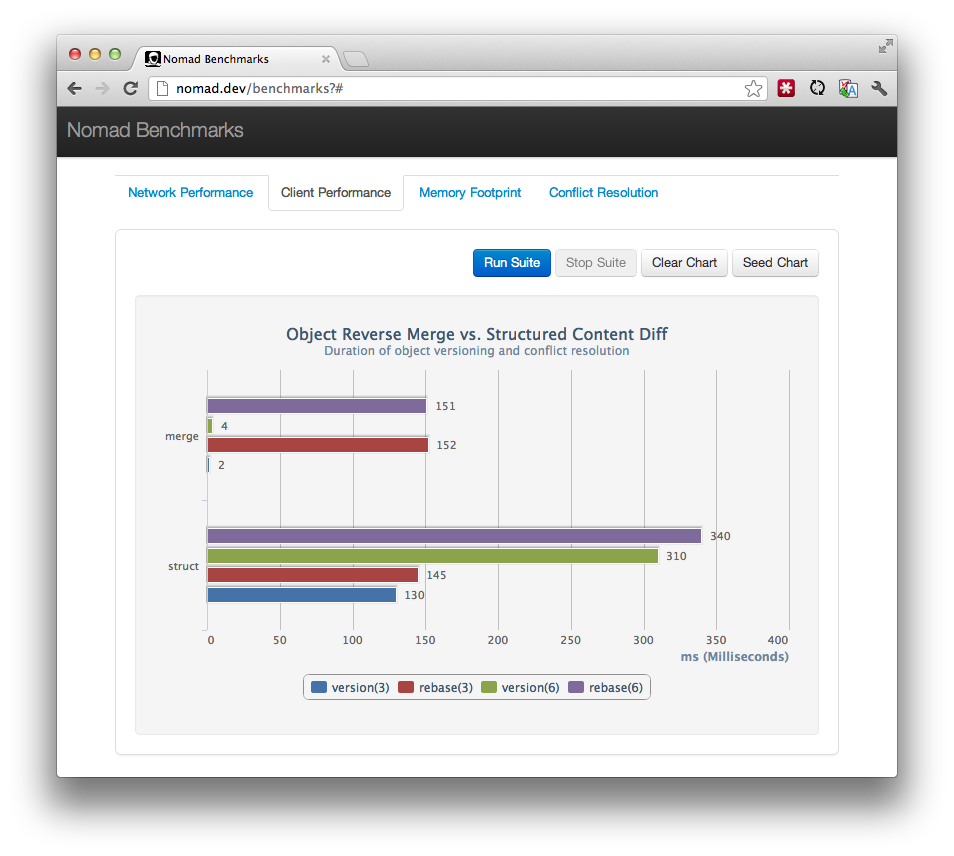 Nomad Benchmarks
nomad.dev/benchmarks?#
Nomad Benchmarks
Network Performance Client Performance Memory Footprint Conflict Resolution
Run Suite Stop Suite Clear Chart Seed Chart
Object Reverse Merge vs. Structured Content Diff
Duration of object versioning and conflict resolution
151
4
merge
152
2
340
310
struct
145
130
0 50 100 150 200 250 300 350 400
ms (Milliseconds)
version(3) rebase(3) version(6) rebase(6)